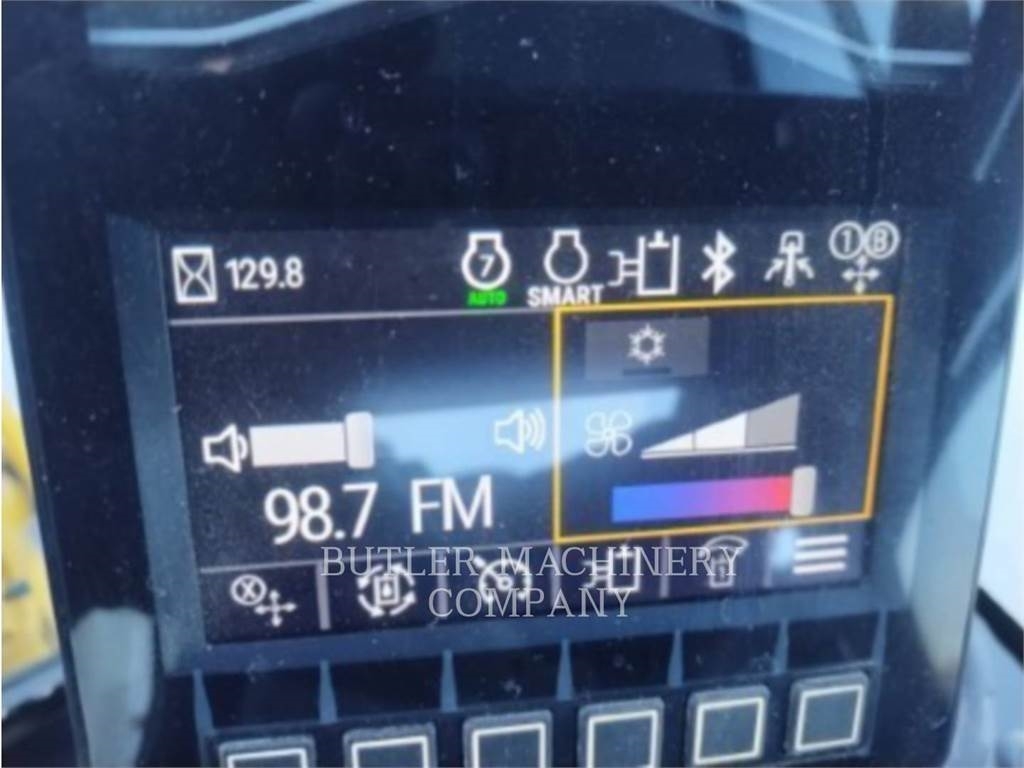 129.8
7
AUTO
SMART
1 B
98.7 FM
X
BUTLER MACHINERY
COMPANY